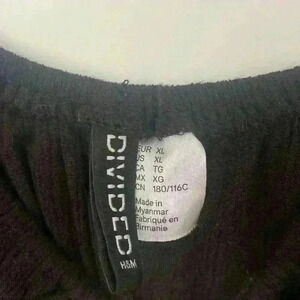 DIVIDED
H&M
EUR XL
US XL
CA TG
MX XG
CN 180/116C
Made in
Myanmar
Fabriqué en
Birmanie